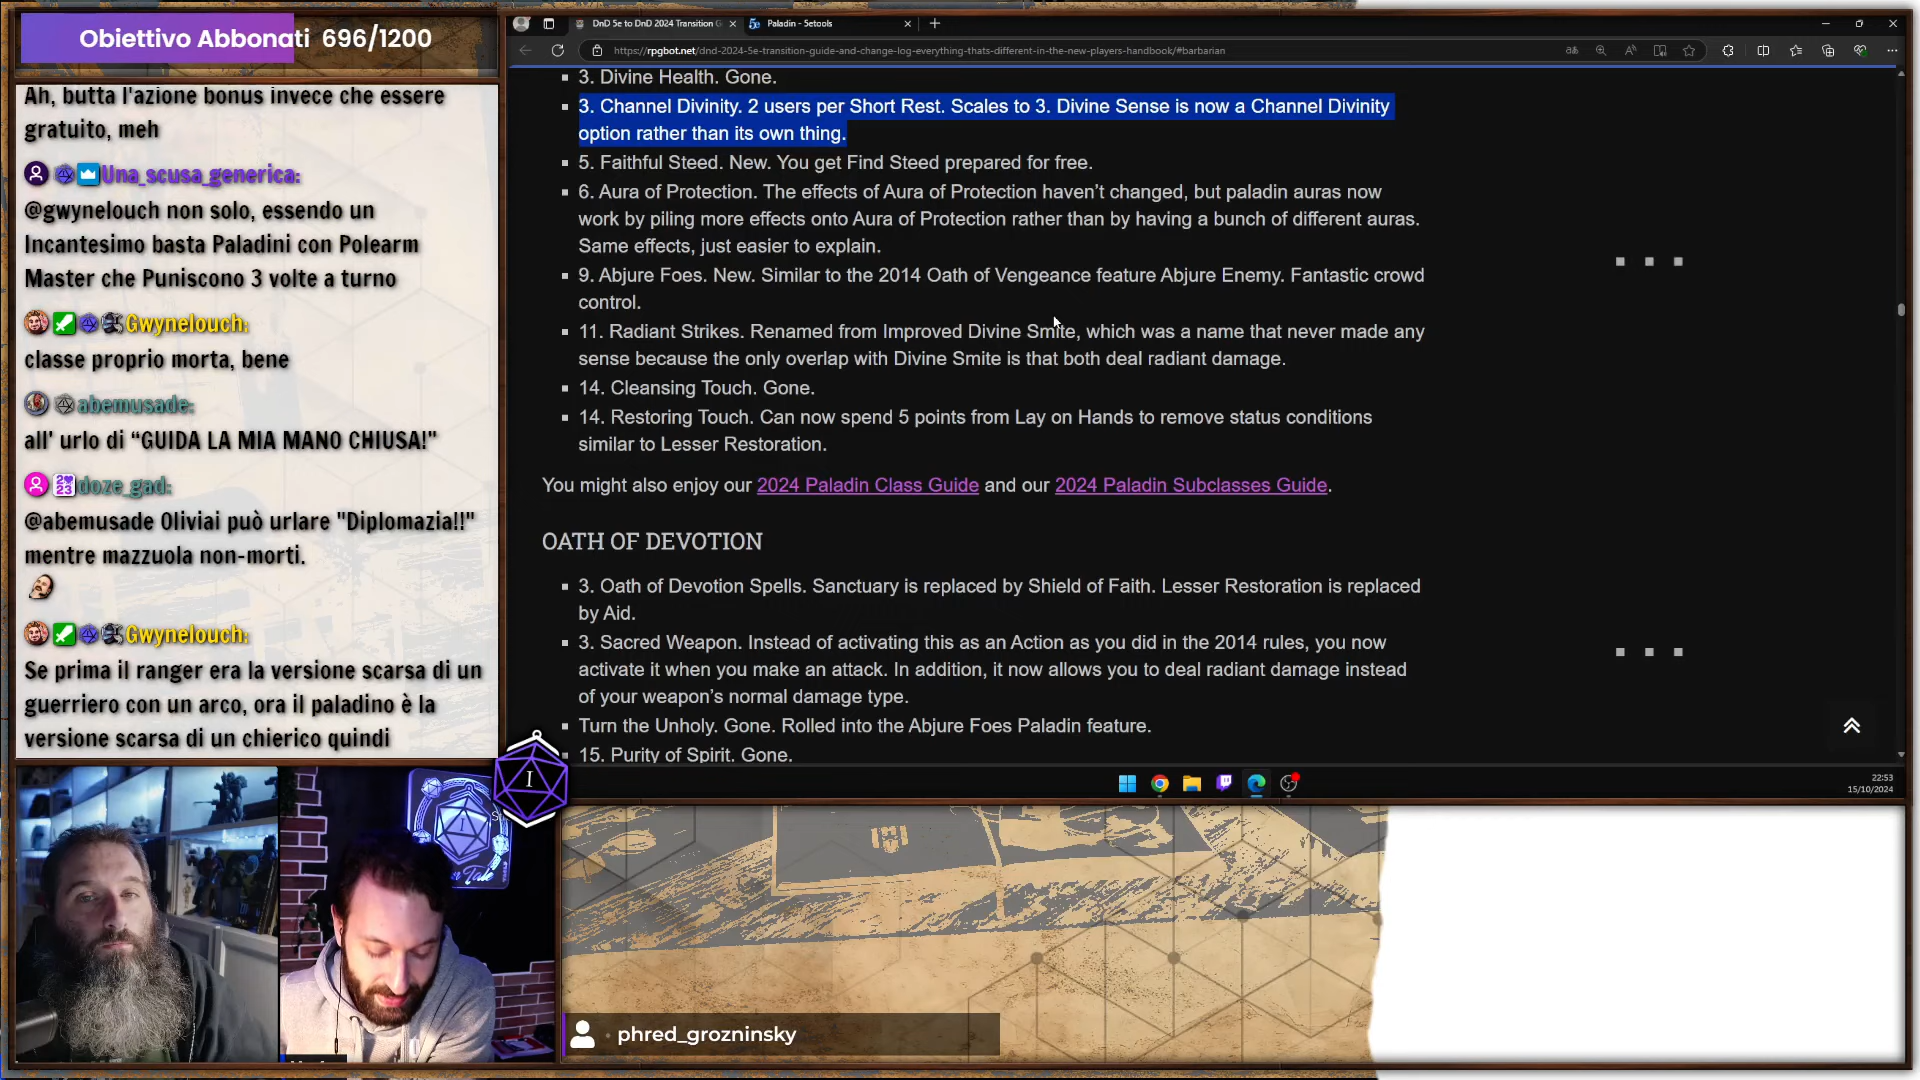 Obiettivo Abbonati 696/1200
Ah, butta l'azione bonus invece che essere
gratuito, meh
Una_scusa_generica:
@gwynelouch non solo, essendo un
Incantesimo basta Paladini con Polearm
Master che Puniscono 3 volte a turno
Gwynelouch:
classe proprio morta, bene
abemusade:
all' urlo di “GUIDA LA MIA MANO CHIUSA!"
doze_gad:
@abemusade Oliviai può urlare "Diplomazia!!"
mentre mazzuola non-morti.
Gwynelouch:
Se prima il ranger era la versione scarsa di un
guerriero con un arco, ora il paladino è la
versione scarsa di un chierico quindi
DnD 5e to DnD 2024 Transition G
Paladin - 5etools
https://rpgbot.net/dnd-2024-5e-transition-guide-and-change-log-everything-thats-different-in-the-new-players-handbook/#barbarian
3. Divine Health. Gone.
3. Channel Divinity. 2 users per Short Rest. Scales to 3. Divine Sense is now a Channel Divinity
option rather than its own thing.
5. Faithful Steed. New. You get Find Steed prepared for free.
6. Aura of Protection. The effects of Aura of Protection haven't changed, but paladin auras now
work by piling more effects onto Aura of Protection rather than by having a bunch of different auras.
Same effects, just easier to explain.
9. Abjure Foes. New. Similar to the 2014 Oath of Vengeance feature Abjure Enemy. Fantastic crowd
control.
11. Radiant Strikes. Renamed from Improved Divine Smite, which was a name that never made any
sense because the only overlap with Divine Smite is that both deal radiant damage.
14. Cleansing Touch. Gone.
14. Restoring Touch. Can now spend 5 points from Lay on Hands to remove status conditions
similar to Lesser Restoration.
You might also enjoy our 2024 Paladin Class Guide and our 2024 Paladin Subclasses Guide.
OATH OF DEVOTION
3. Oath of Devotion Spells. Sanctuary is replaced by Shield of Faith. Lesser Restoration is replaced
by Aid.
3. Sacred Weapon. Instead of activating this as an Action as you did in the 2014 rules, you now
activate it when you make an attack. In addition, it now allows you to deal radiant damage instead
of your weapon's normal damage type.
Turn the Unholy. Gone. Rolled into the Abjure Foes Paladin feature.
15. Purity of Spirit. Gone.
22:53
15/10/2024
I
phred_grozninsky